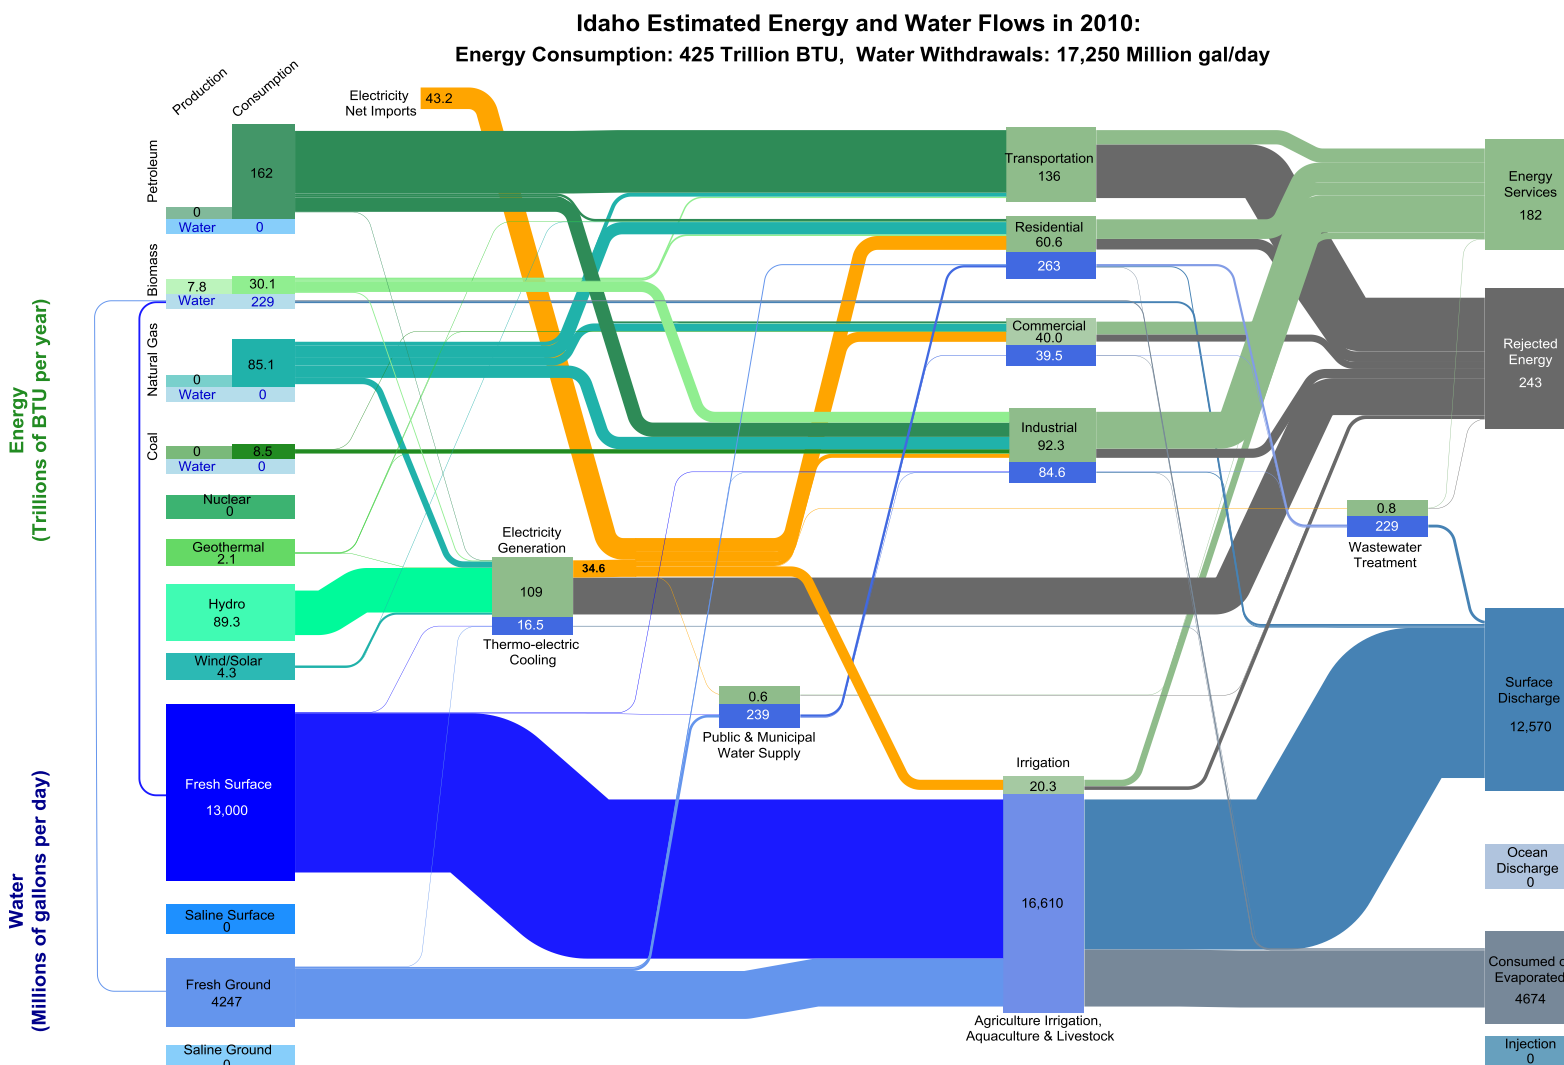 Idaho Estimated Energy and Water Flows in 2010:
Energy Consumption: 425 Trillion BTU,  Water Withdrawals: 17,250 Million gal/day
Production
Consumption
Electricity
Net Imports
43.2
Energy
(Trillions of BTU per year)
Petroleum
162
0
Water
0
Biomass
7.8
30.1
Water
229
Natural Gas
85.1
0
Water
0
Coal
0
8.5
Water
0
Nuclear
0
Geothermal
2.1
Hydro
89.3
Wind/Solar
4.3
Water
(Millions of gallons per day)
Fresh Surface
13,000
Saline Surface
0
Fresh Ground
4247
Saline Ground
0
Electricity
Generation
34.6
109
16.5
Thermo-electric
Cooling
0.6
239
Public & Municipal
Water Supply
Transportation
136
Residential
60.6
263
Commercial
40.0
39.5
Industrial
92.3
84.6
Irrigation
20.3
16,610
Agriculture Irrigation,
Aquaculture & Livestock
0.8
229
Wastewater
Treatment
Energy
Services
182
Rejected
Energy
243
Surface
Discharge
12,570
Ocean
Discharge
0
Consumed o
Evaporated
4674
Injection
0